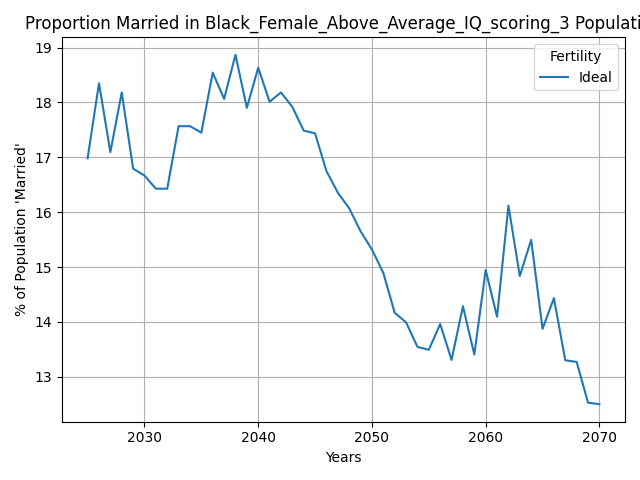 Proportion Married in Black_Female_Above_Average_IQ_scoring_3 Populati
19
18
17
16
15
14
13
% of Population 'Married'
Fertility
Ideal
2030 2040 2050 2060 2070
Years